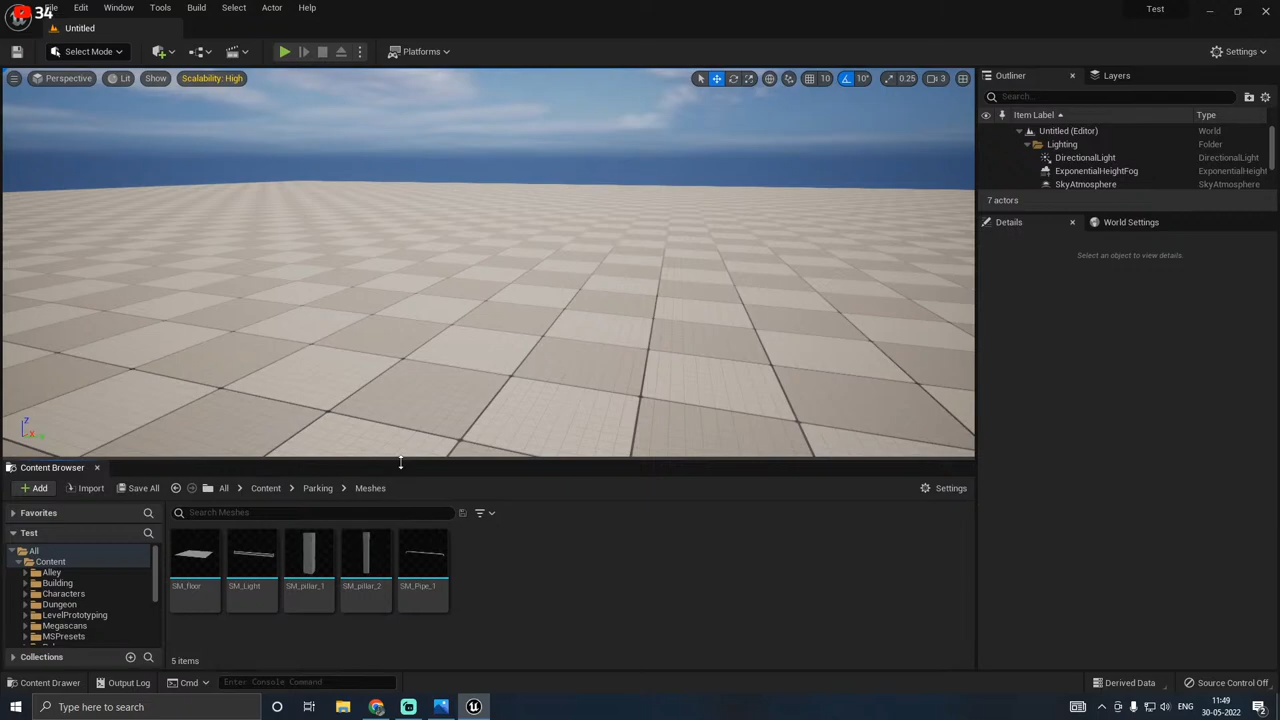 34
File Edit Window Tools Build Select Actor Help
Test
Untitled
Select Mode
Platforms
Settings
Perspective Lit Show Scalability: High
10 10° 0.25 3
Outliner Layers
Search...
Item Label Type
Untitled (Editor) World
Lighting Folder
DirectionalLight DirectionalLight
ExponentialHeightFog ExponentialHeight
SkyAtmosphere SkyAtmosphere
7 actors
Details World Settings
Select an object to view details.
Z
Content Browser
Add Import Save All All Content Parking Meshes Settings
Favorites
Search Meshes
Test
All
Content
Alley
Building
Characters
Dungeon
LevelPrototyping
Megascans
MSPresets
Collections
SM_floor SM_Light SM_piliar_1 SM_piliar_2 SM_Pipe_1
5 items
Content Drawer Output Log Cmd Enter Console Command
Derived Data Source Control Off
Type here to search
ENG
11:49
30-05-2022
2